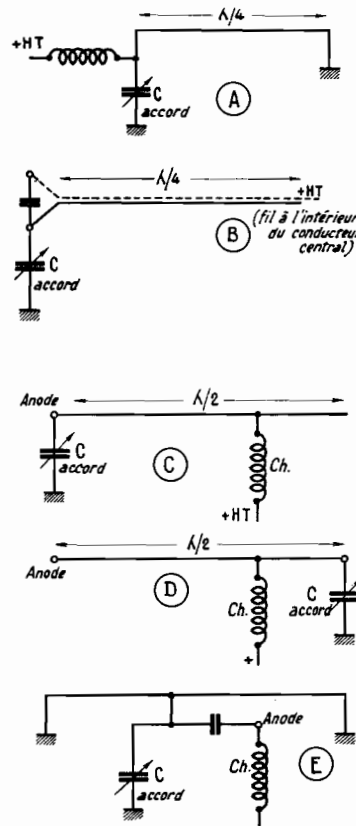 λ/4
+HT
C
accord
A
λ/4
+HT
B
(fil à l'intérieur
du conducteur
central)
C
accord
λ/2
Anode
C
accord
C
Ch.
+HT
λ/2
Anode
D
Ch.
C
accord
+
Anode
C
Ch.
E